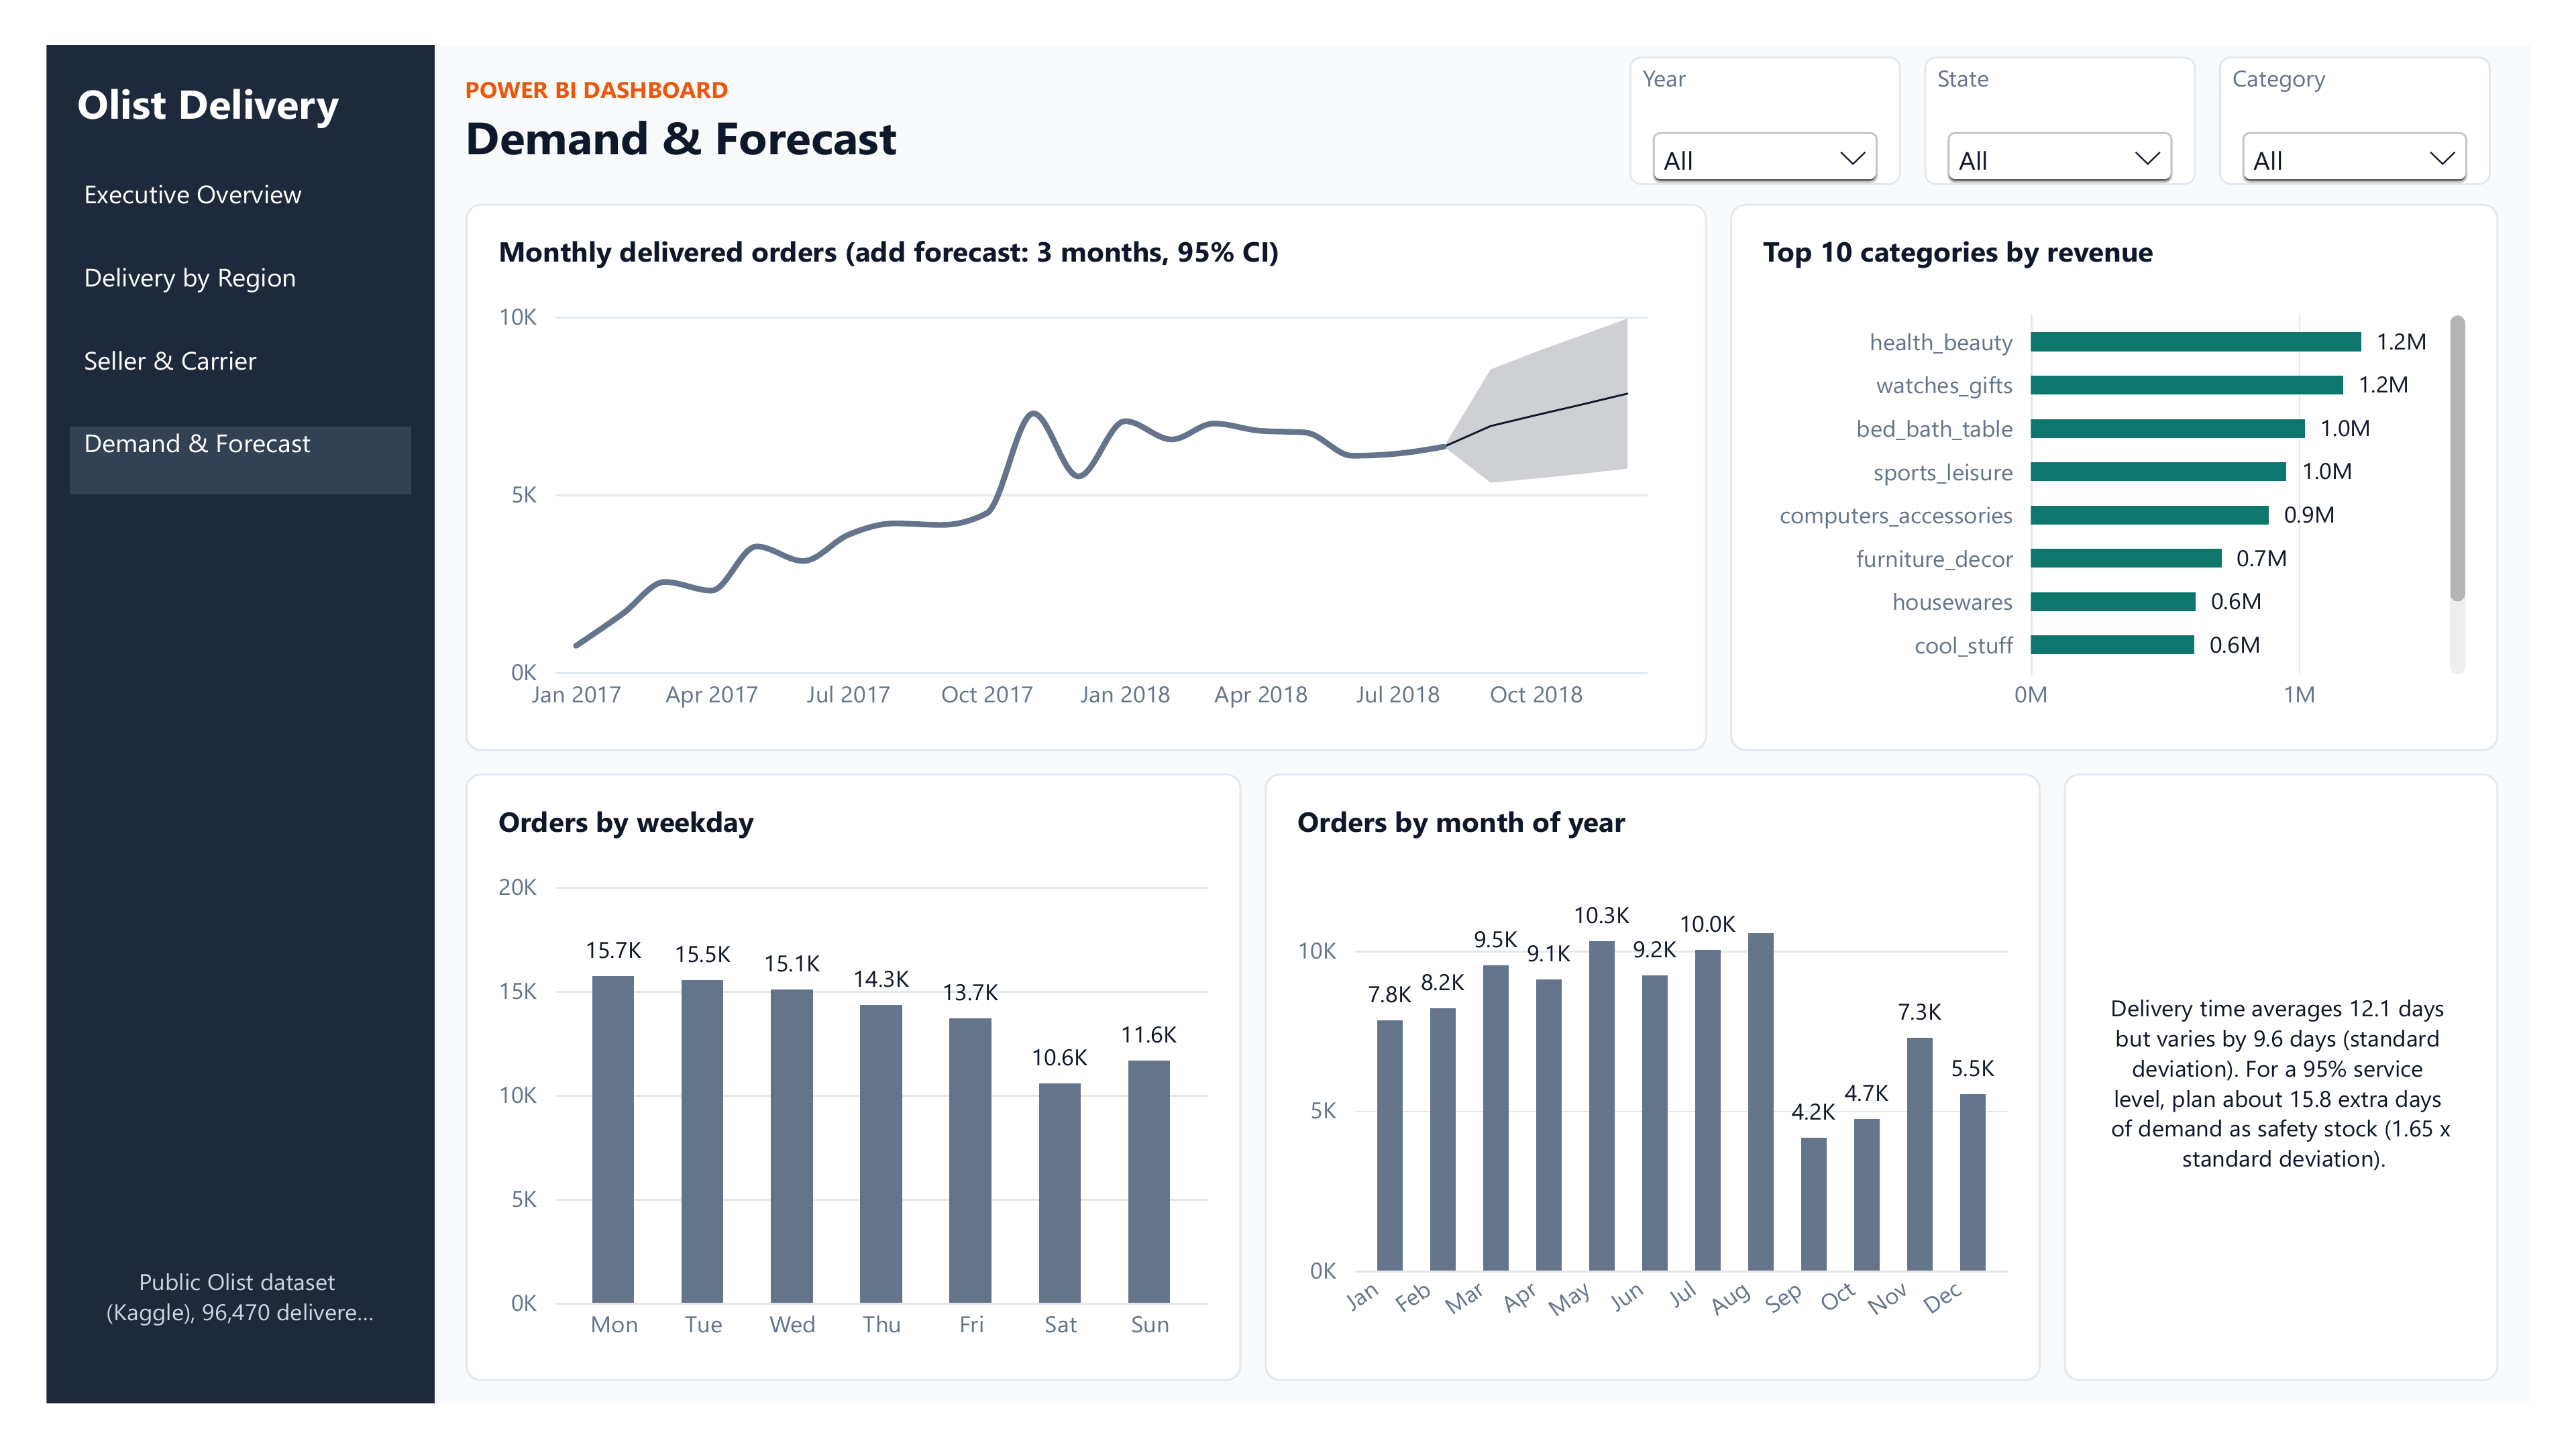 Olist Delivery
Executive Overview
Delivery by Region
Seller & Carrier
Demand & Forecast
Public Olist dataset
(Kaggle), 96,470 delivere...
POWER BI DASHBOARD
Demand & Forecast
Year
All
State
All
Category
All
Monthly delivered orders (add forecast: 3 months, 95% CI)
10K
5K
0K
Jan 2017 Apr 2017 Jul 2017 Oct 2017 Jan 2018 Apr 2018 Jul 2018 Oct 2018
Top 10 categories by revenue
health_beauty 1.2M
watches_gifts 1.2M
bed_bath_table 1.0M
sports_leisure 1.0M
computers_accessories 0.9M
furniture_decor 0.7M
housewares 0.6M
cool_stuff 0.6M
0M 1M
Orders by weekday
20K
15K
10K
5K
0K
15.7K 15.5K 15.1K 14.3K 13.7K 10.6K 11.6K
Mon Tue Wed Thu Fri Sat Sun
Orders by month of year
10K
5K
0K
7.8K 8.2K 9.5K 9.1K 10.3K 9.2K 10.0K 4.2K 4.7K 7.3K 5.5K
Jan Feb Mar Apr May Jun Jul Aug Sep Oct Nov Dec
Delivery time averages 12.1 days
but varies by 9.6 days (standard
deviation). For a 95% service
level, plan about 15.8 extra days
of demand as safety stock (1.65 x
standard deviation).